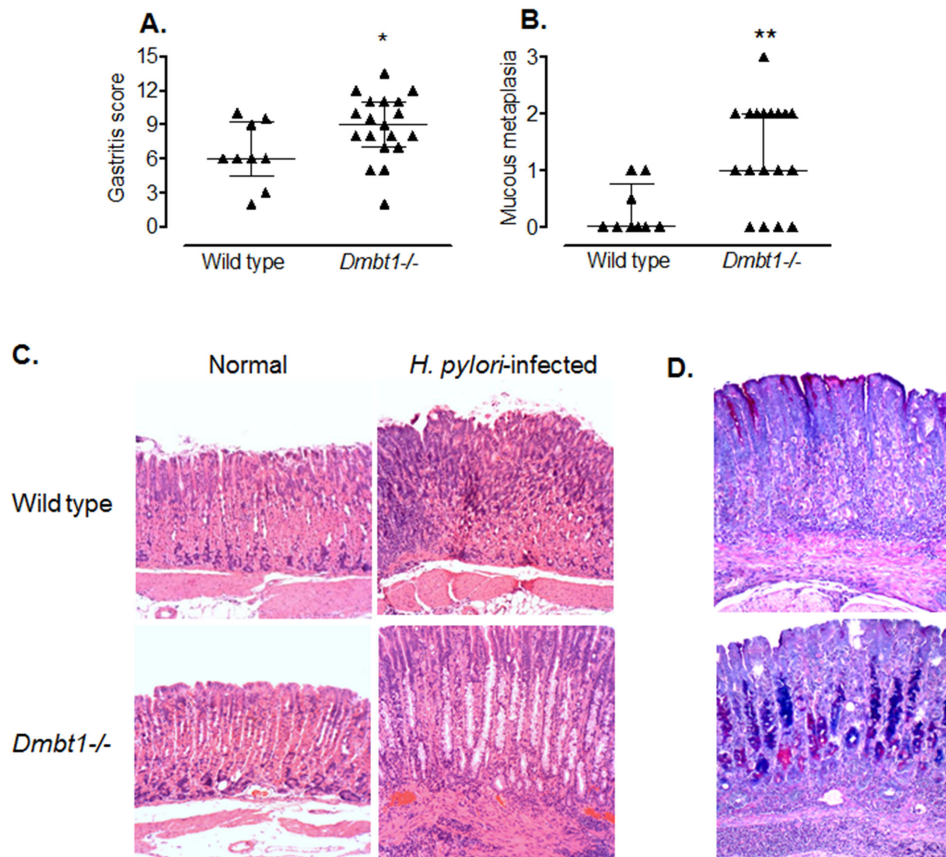 A.
*
Gastritis score
15
12
9
6
3
0
Wild type
Dmbt1-/-
B.
**
Mucous metaplasia
3
2
1
0
Wild type
Dmbt1-/-
C.
Normal
H. pylori-infected
D.
Wild type
Dmbt1-/-